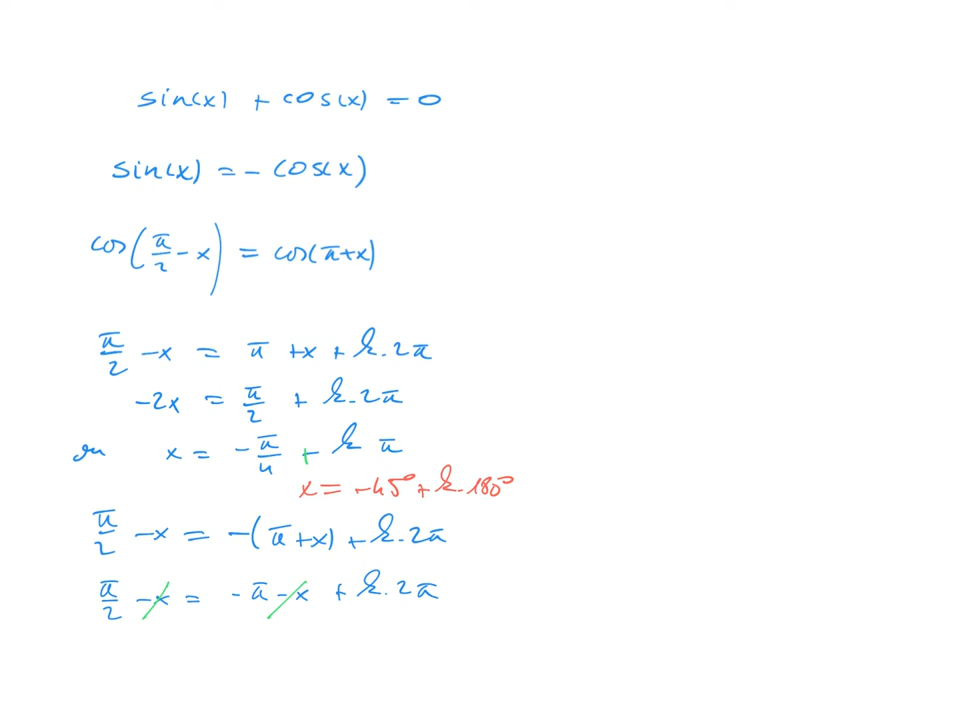 sin(x) + cos(x) = 0
sin(x) = - cos(x)
cos(π/2 - x) = cos(π+x)
π/2 - x = π + x + k.2π
-2x = π/2 + k.2π
ou x = -π/4 + k π
x = -45° + k.180°
π/2 - x = -(π+x) + k.2π
π/2 - x = -π - x + k.2π